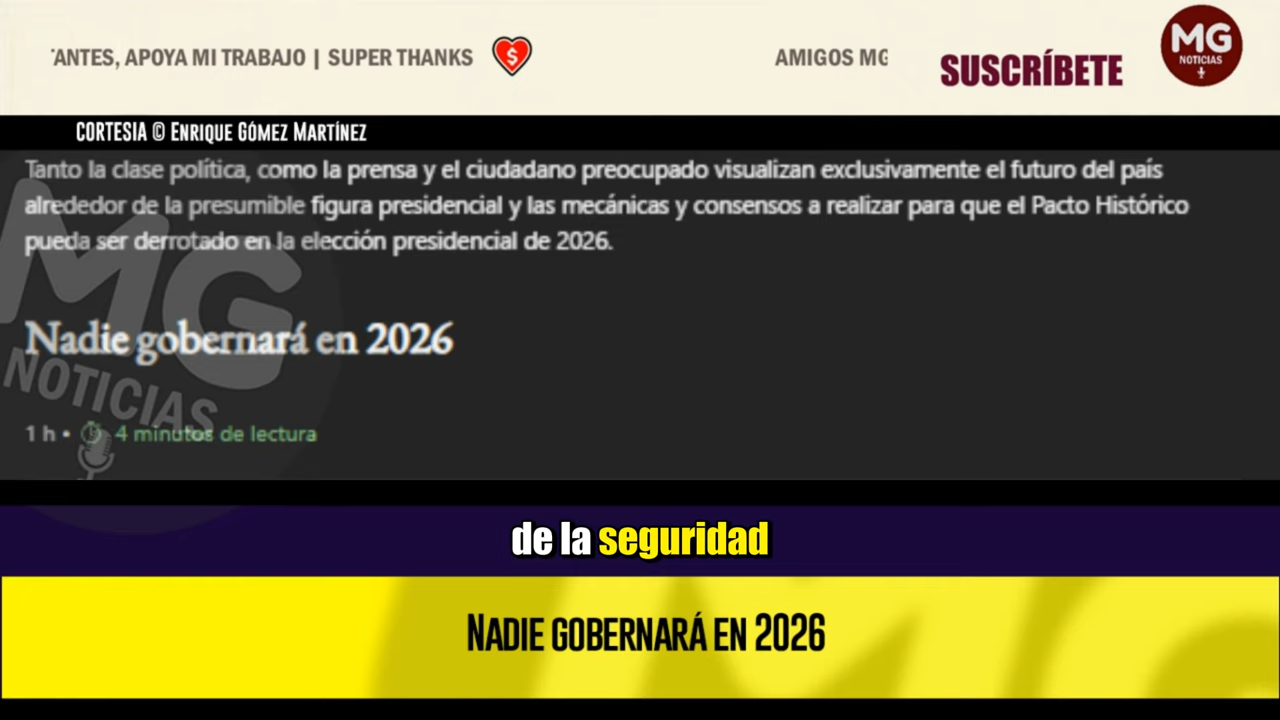 'ANTES, APOYA MI TRABAJO | SUPER THANKS
AMIGOS MG
SUSCRÍBETE
MG
NOTICIAS
CORTESIA © ENRIQUE GÓMEZ MARTÍNEZ
Tanto la clase política, como la prensa y el ciudadano preocupado visualizan exclusivamente el futuro del país
alrededor de la presumible figura presidencial y las mecánicas y consensos a realizar para que el Pacto Histórico
pueda ser derrotado en la elección presidencial de 2026.
MG
NOTICIAS
Nadie gobernará en 2026
1 h • 4 minutos de lectura
de la seguridad
NADIE GOBERNARÁ EN 2026